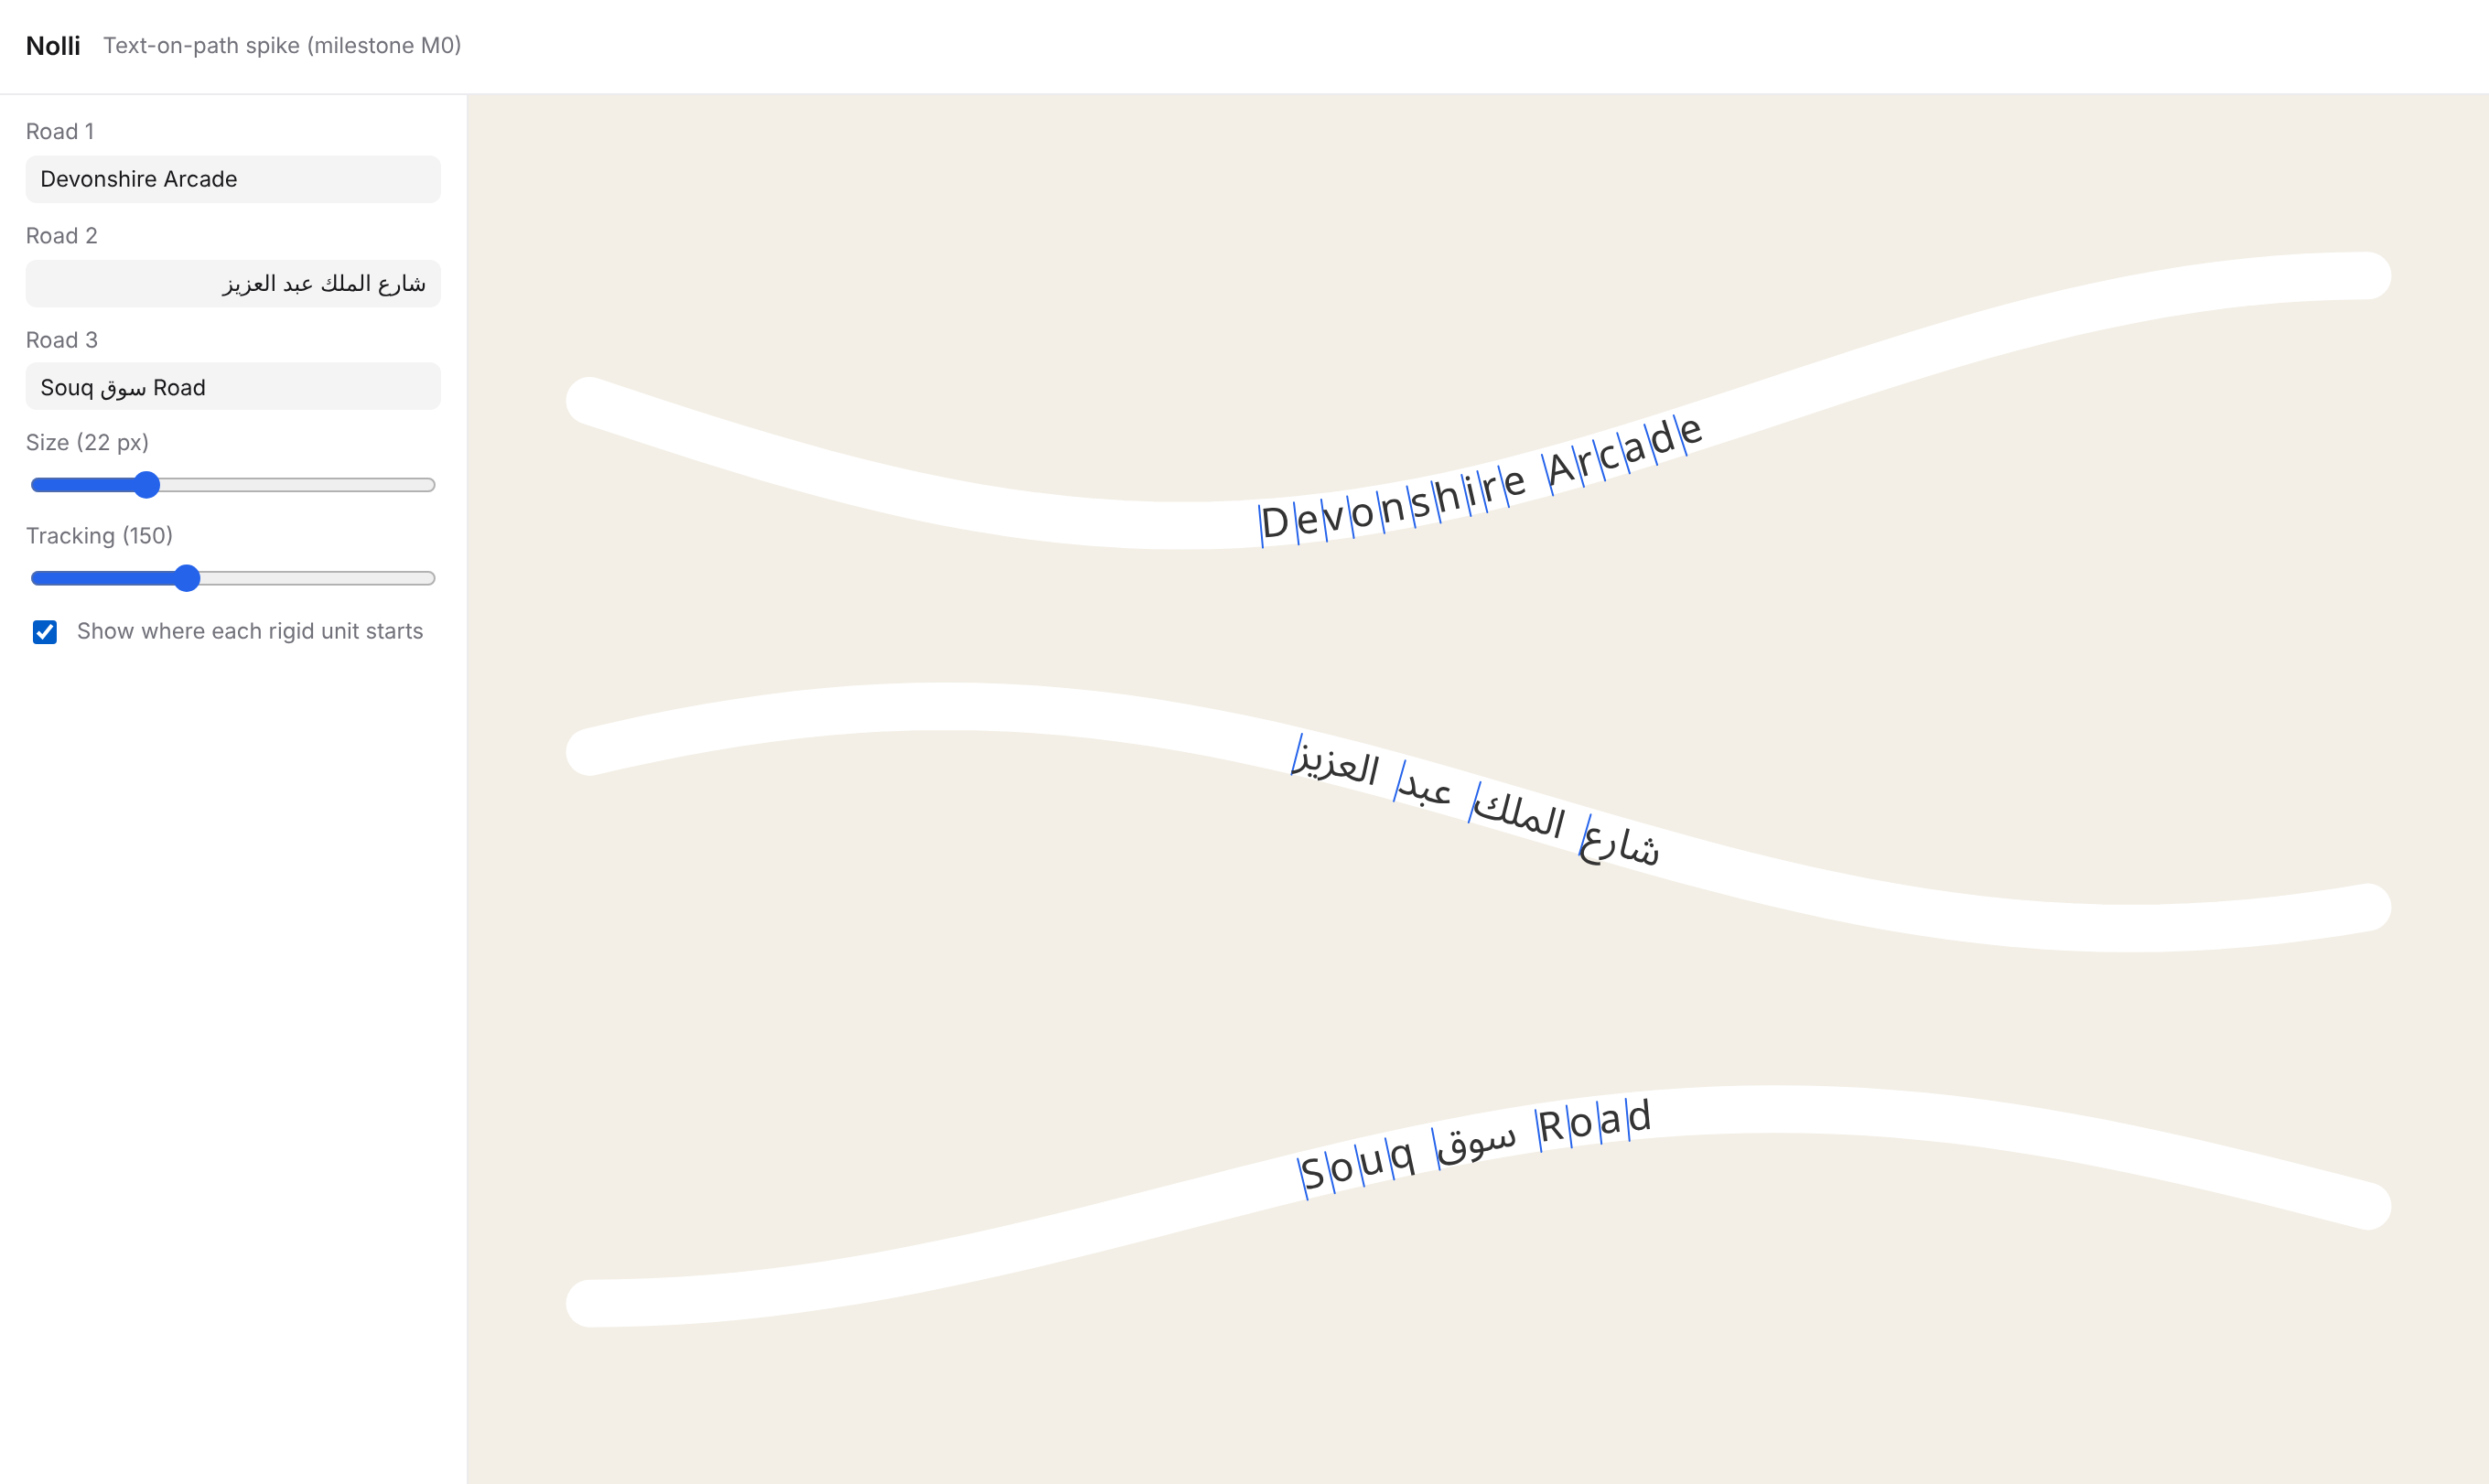 Nolli Text-on-path spike (milestone M0)
Road 1
Devonshire Arcade
Road 2
شارع الملك عبد العزيز
Road 3
Souq سوق Road
Size (22 px)
Tracking (150)
Show where each rigid unit starts
Devonshire Arcade
شارع الملك عبد العزيز
Souq سوق Road